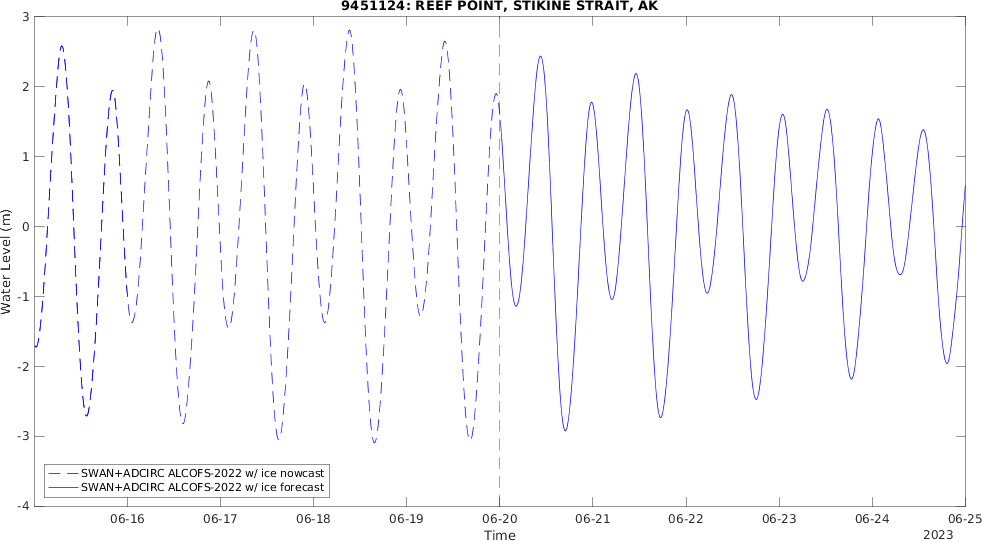 9451124: REEF POINT, STIKINE STRAIT, AK
3
2
1
0
-1
-2
-3
-4
Water Level (m)
SWAN+ADCIRC ALCOFS-2022 w/ ice nowcast
SWAN+ADCIRC ALCOFS-2022 w/ ice forecast
06-16 06-17 06-18 06-19 06-20 06-21 06-22 06-23 06-24 06-25
Time
2023